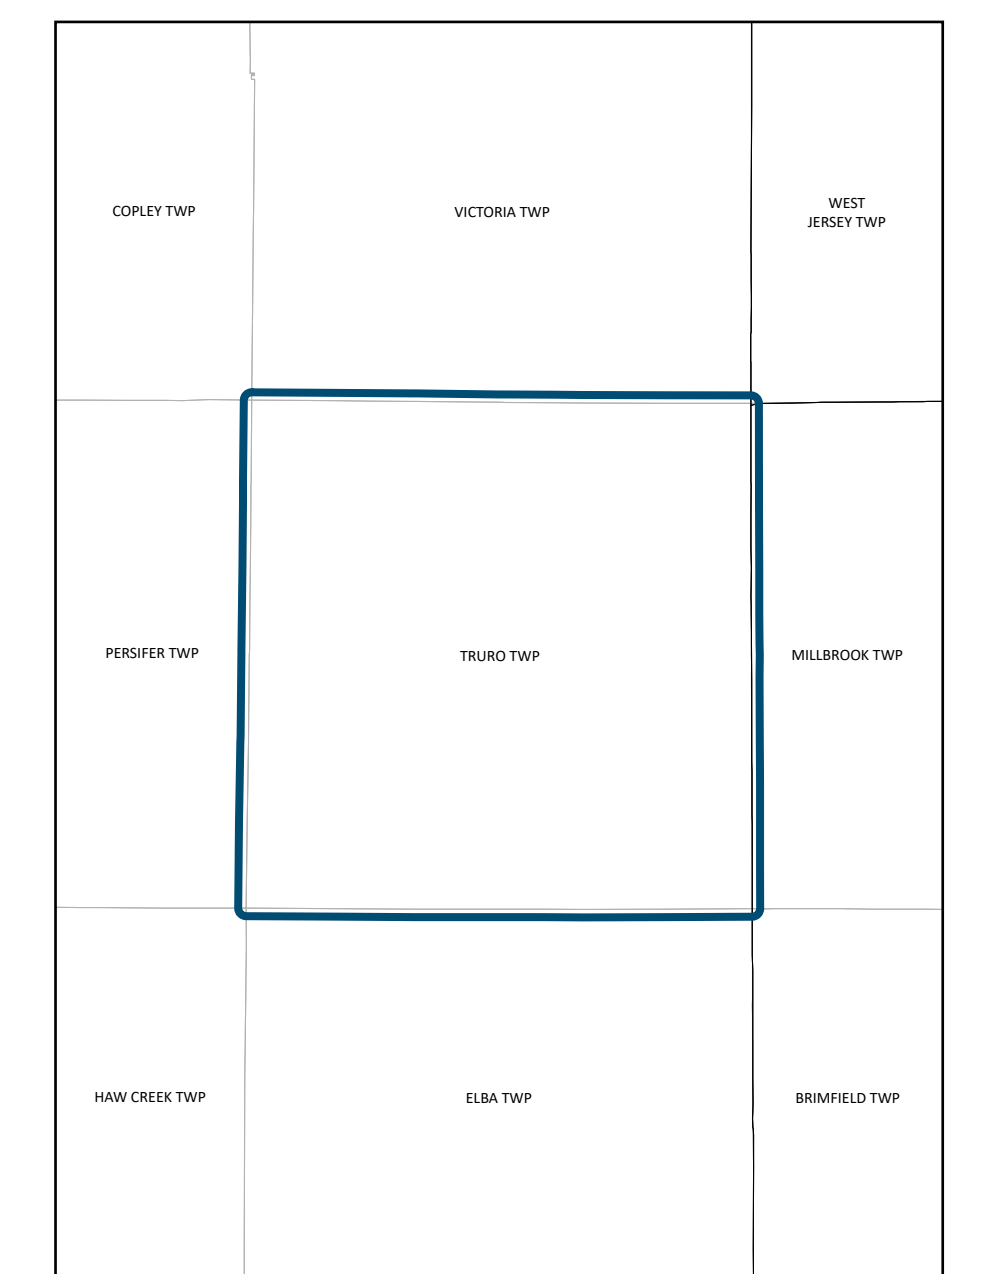 COPLEY TWP
VICTORIA TWP
WEST
JERSEY TWP
PERSIFER TWP
TRURO TWP
MILLBROOK TWP
HAW CREEK TWP
ELBA TWP
BRIMFIELD TWP